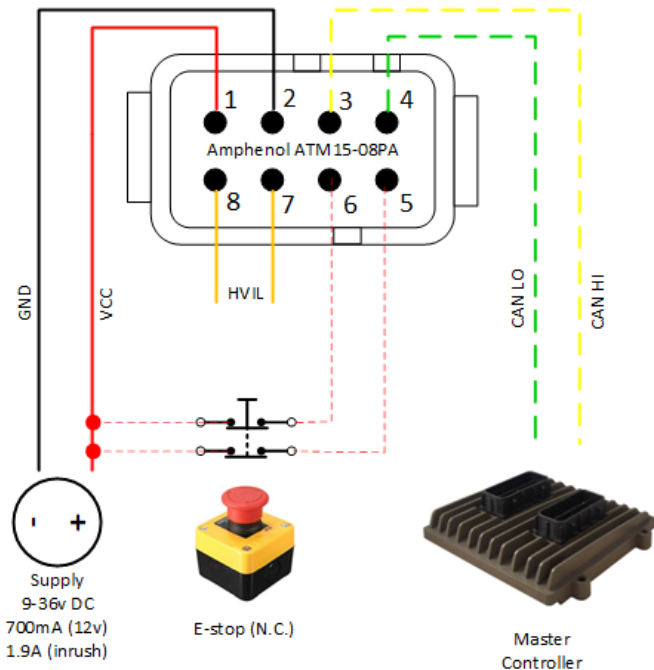 1 2 3 4
Amphenol ATM15-08PA
8 7 6 5
HVIL
GND
VCC
CAN LO
CAN HI
- +
Supply
9-36v DC
700mA (12v)
1.9A (inrush)
E-stop (N.C.)
Master
Controller